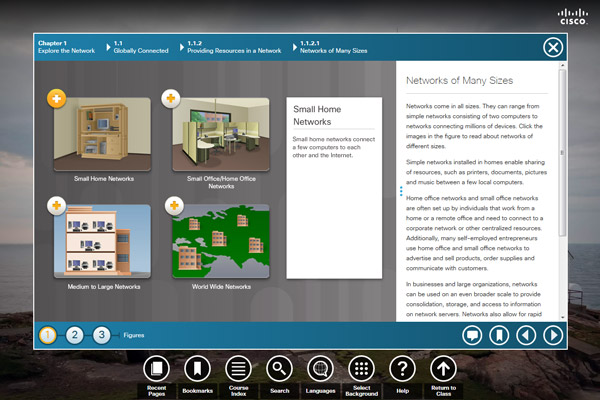 CISCO
Chapter 1
Explore the Network
1.1
Globally Connected
1.1.2
Providing Resources in a Network
1.1.2.1
Networks of Many Sizes
Small Home Networks
Small Office/Home Office
Networks
Medium to Large Networks
World Wide Networks
Small Home
Networks
Small home networks connect
a few computers to each
other and the Internet.
Networks of Many Sizes
Networks come in all sizes. They can range from
simple networks consisting of two computers to
networks connecting millions of devices. Click the
images in the figure to read about networks of
different sizes.
Simple networks installed in homes enable sharing
of resources, such as printers, documents, pictures
and music between a few local computers.
Home office networks and small office networks
are often set up by individuals that work from a
home or a remote office and need to connect to a
corporate network or other centralized resources.
Additionally, many self-employed entrepreneurs
use home office and small office networks to
advertise and sell products, order supplies and
communicate with customers.
In businesses and large organizations, networks
can be used on an even broader scale to provide
consolidation, storage, and access to information
on network servers. Networks also allow for rapid
1
2
3
Figures
Recent
Pages
Bookmarks
Course
Index
Search
Languages
Select
Background
Help
Return to
Class